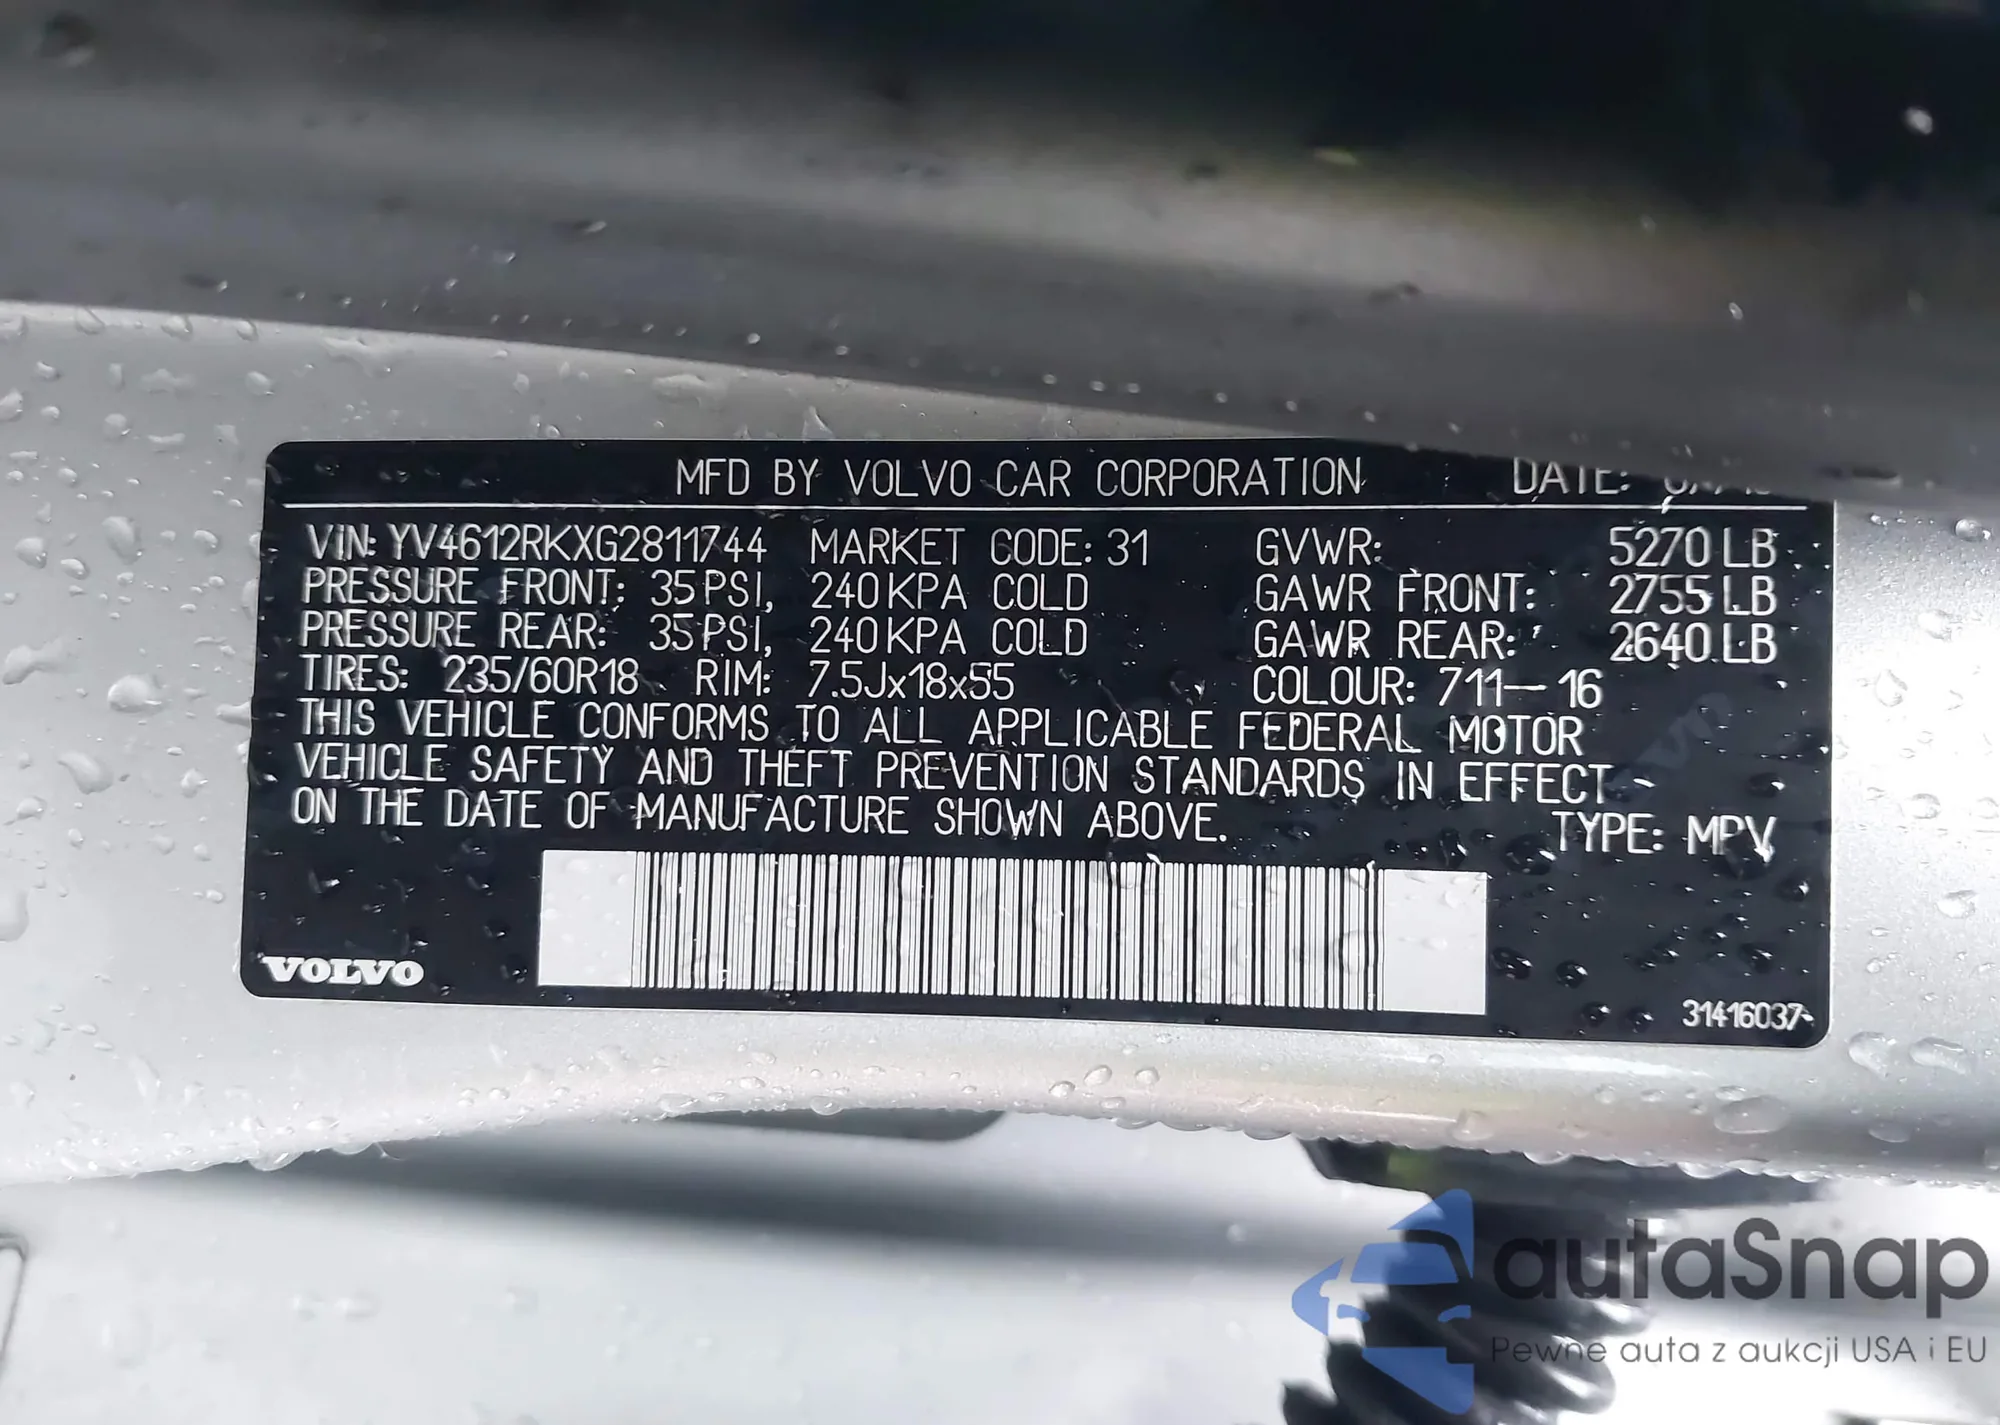 MFD BY VOLVO CAR CORPORATION DATE:
VIN: YV4612RKXG2811744 MARKET CODE: 31 GVWR: 5270 LB
PRESSURE FRONT: 35 PSI, 240 KPA COLD GAWR FRONT: 2755 LB
PRESSURE REAR: 35 PSI, 240 KPA COLD GAWR REAR: 2640 LB
TIRES: 235/60R18 RIM: 7.5Jx18x55 COLOUR: 711-16
THIS VEHICLE CONFORMS TO ALL APPLICABLE FEDERAL MOTOR
VEHICLE SAFETY AND THEFT PREVENTION STANDARDS IN EFFECT
ON THE DATE OF MANUFACTURE SHOWN ABOVE.
TYPE: MPV
VOLVO
31416037
autaSnap
Pewne auta z aukcji USA i EU